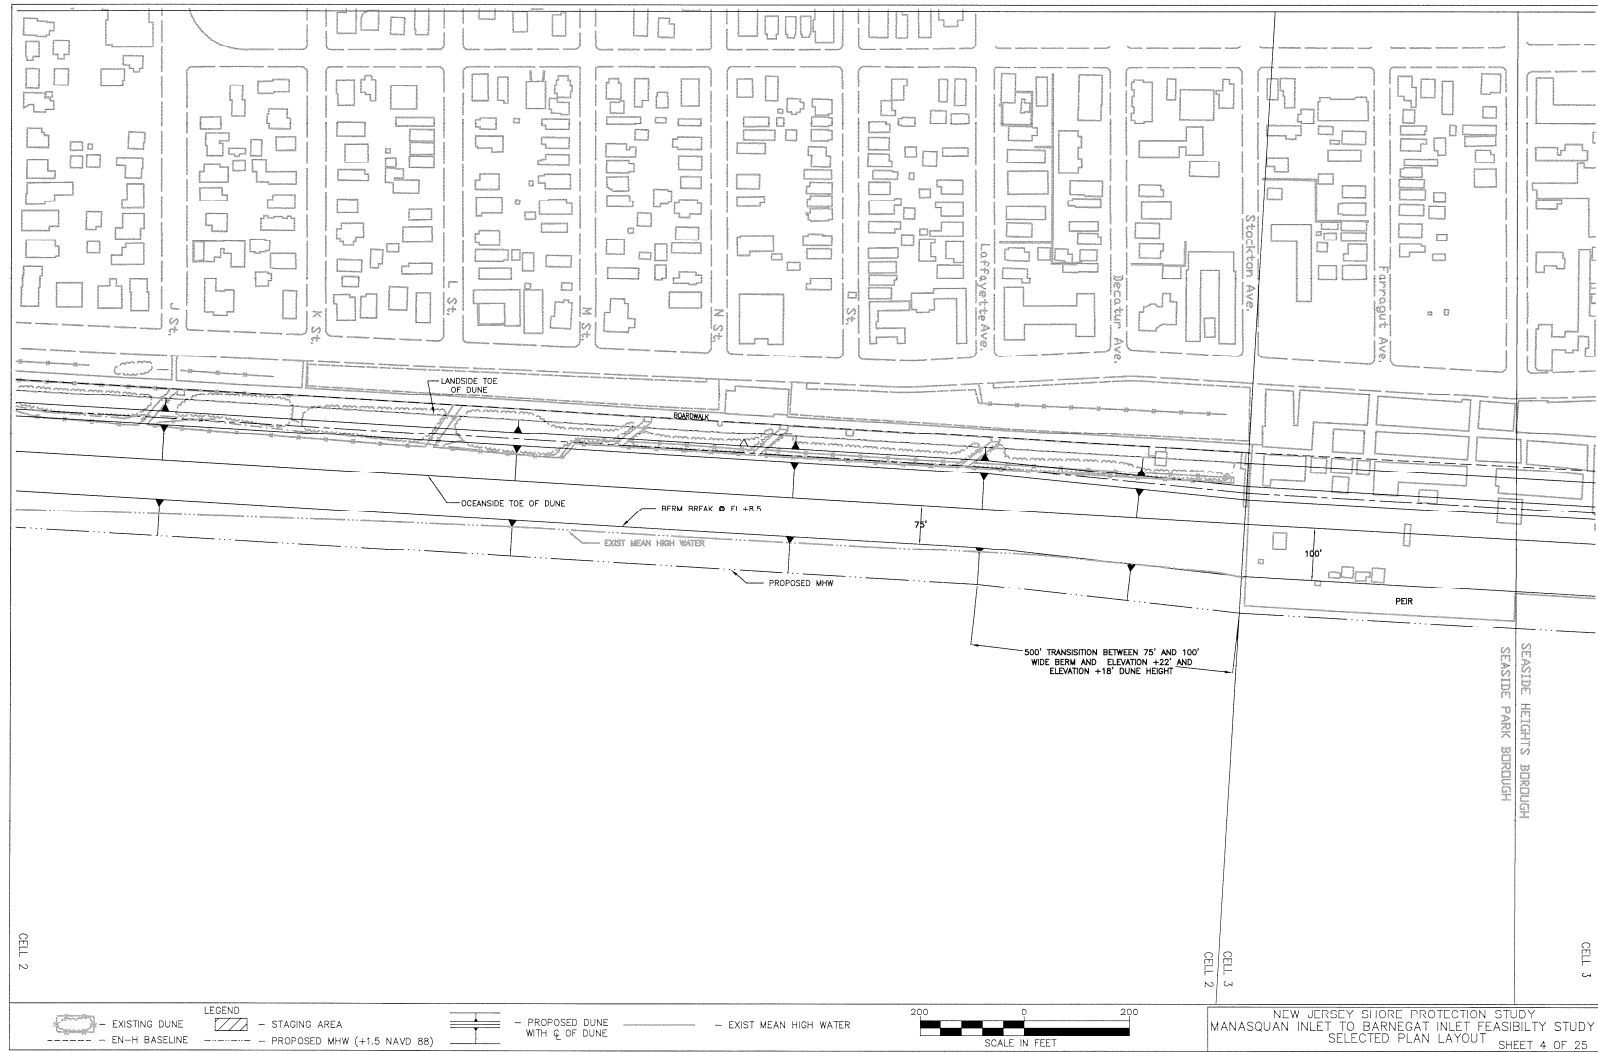 J St.
K St.
L St.
M St.
N St.
St.
Laffayette Ave.
Decatur Ave.
Stockton Ave.
Farragut Ave.
LANDSIDE TOE
OF DUNE
BOARDWALK
OCEANSIDE TOE OF DUNE
BERM BREAK @ EL +8.5
75'
EXIST MEAN HIGH WATER
100'
PROPOSED MHW
PEIR
500' TRANSISITION BETWEEN 75' AND 100'
WIDE BERM AND ELEVATION +22' AND
ELEVATION +18' DUNE HEIGHT
SEASIDE HEIGHTS BOROUGH
SEASIDE PARK BOROUGH
CELL 2
CELL 3
CELL 2
CELL 3
LEGEND
- EXISTING DUNE
- STAGING AREA
- EN-H BASELINE
- PROPOSED MHW (+1.5 NAVD 88)
- PROPOSED DUNE
WITH ℄ OF DUNE
- EXIST MEAN HIGH WATER
200 0 200
SCALE IN FEET
NEW JERSEY SHORE PROTECTION STUDY
MANASQUAN INLET TO BARNEGAT INLET FEASIBILTY STUDY
SELECTED PLAN LAYOUT
SHEET 4 OF 25